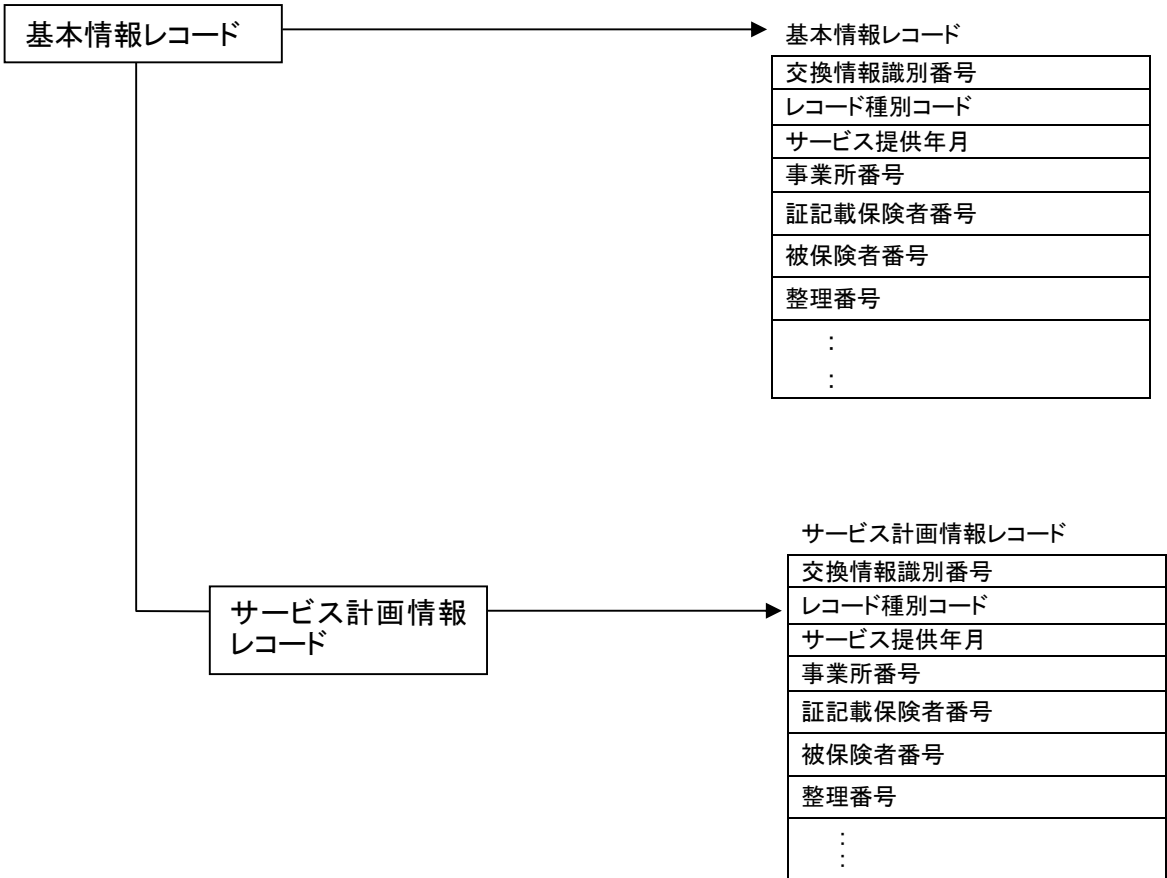 基本情報レコード
基本情報レコード
交換情報識別番号
レコード種別コード
サービス提供年月
事業所番号
証記載保険者番号
被保険者番号
整理番号
:
:
サービス計画情報
レコード
サービス計画情報レコード
交換情報識別番号
レコード種別コード
サービス提供年月
事業所番号
証記載保険者番号
被保険者番号
整理番号
:
: